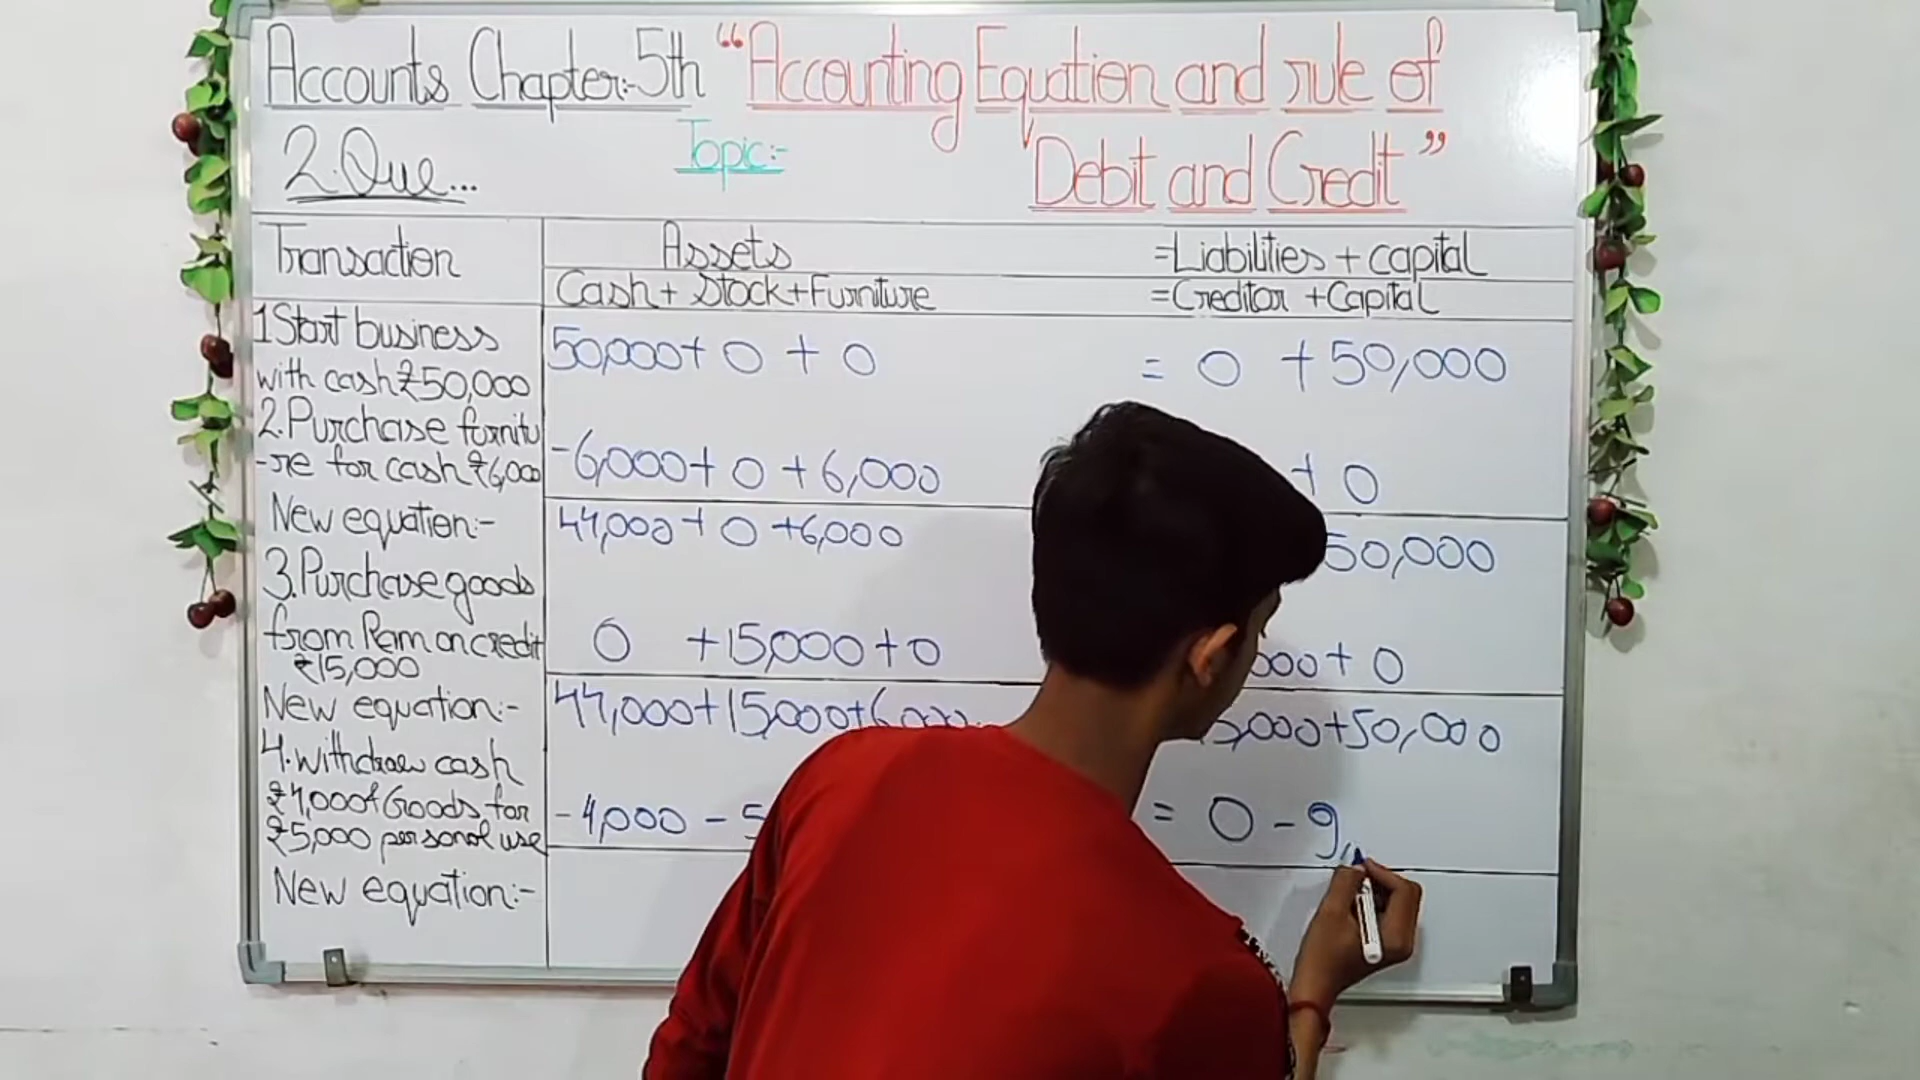 Accounts Chapter:-5th "Accounting Equation and rule of
Debit and Credit"
2.Que... Topic:-
Transaction Assets =Liabilities + capital
Cash+ Stock+Furniture =Creditor +Capital
1 Start business
with cash ₹50,000 50,000+ 0 + 0 = 0 + 50,000
2.Purchase furnitu
-re for cash ₹6,000 -6,000+ 0 + 6,000 + 0
New equation:- 44,000+ 0 +6,000 50,000
3.Purchase goods
from Ram on credit 0 +15,000+0 000+ 0
₹15,000
New equation:- 44,000+15,000+6,000 5,000+50,000
4.Withdraw cash
₹4,000& Goods for -4,000 - 5 = 0 - 9,
₹5,000 personal use
New equation:-